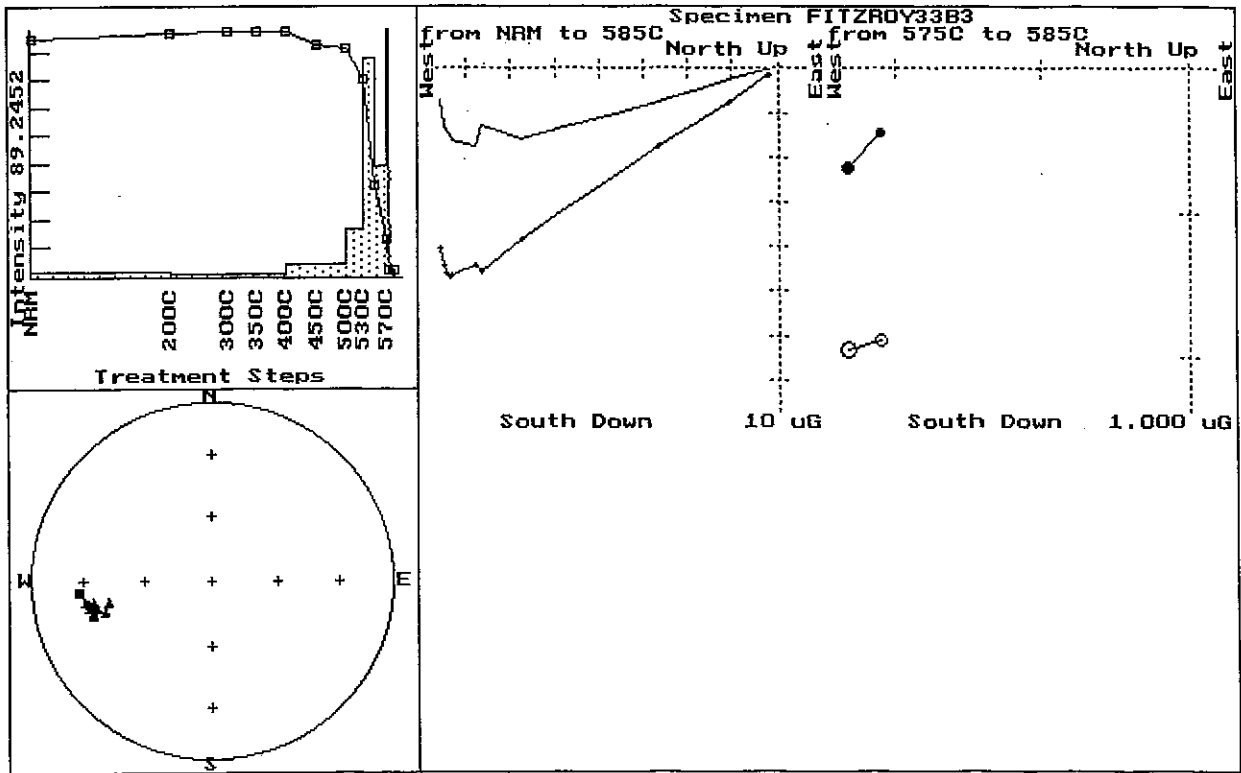 Specimen FITZROY33B3
from NRM to 585C
from 575C to 585C
North Up
North Up
West
East
West
East
Intensity 89.2452
NRM
200C
300C
350C
400C
450C
500C
530C
570C
Treatment Steps
South Down 10 uG
South Down 1.000 uG
N
W
E
S